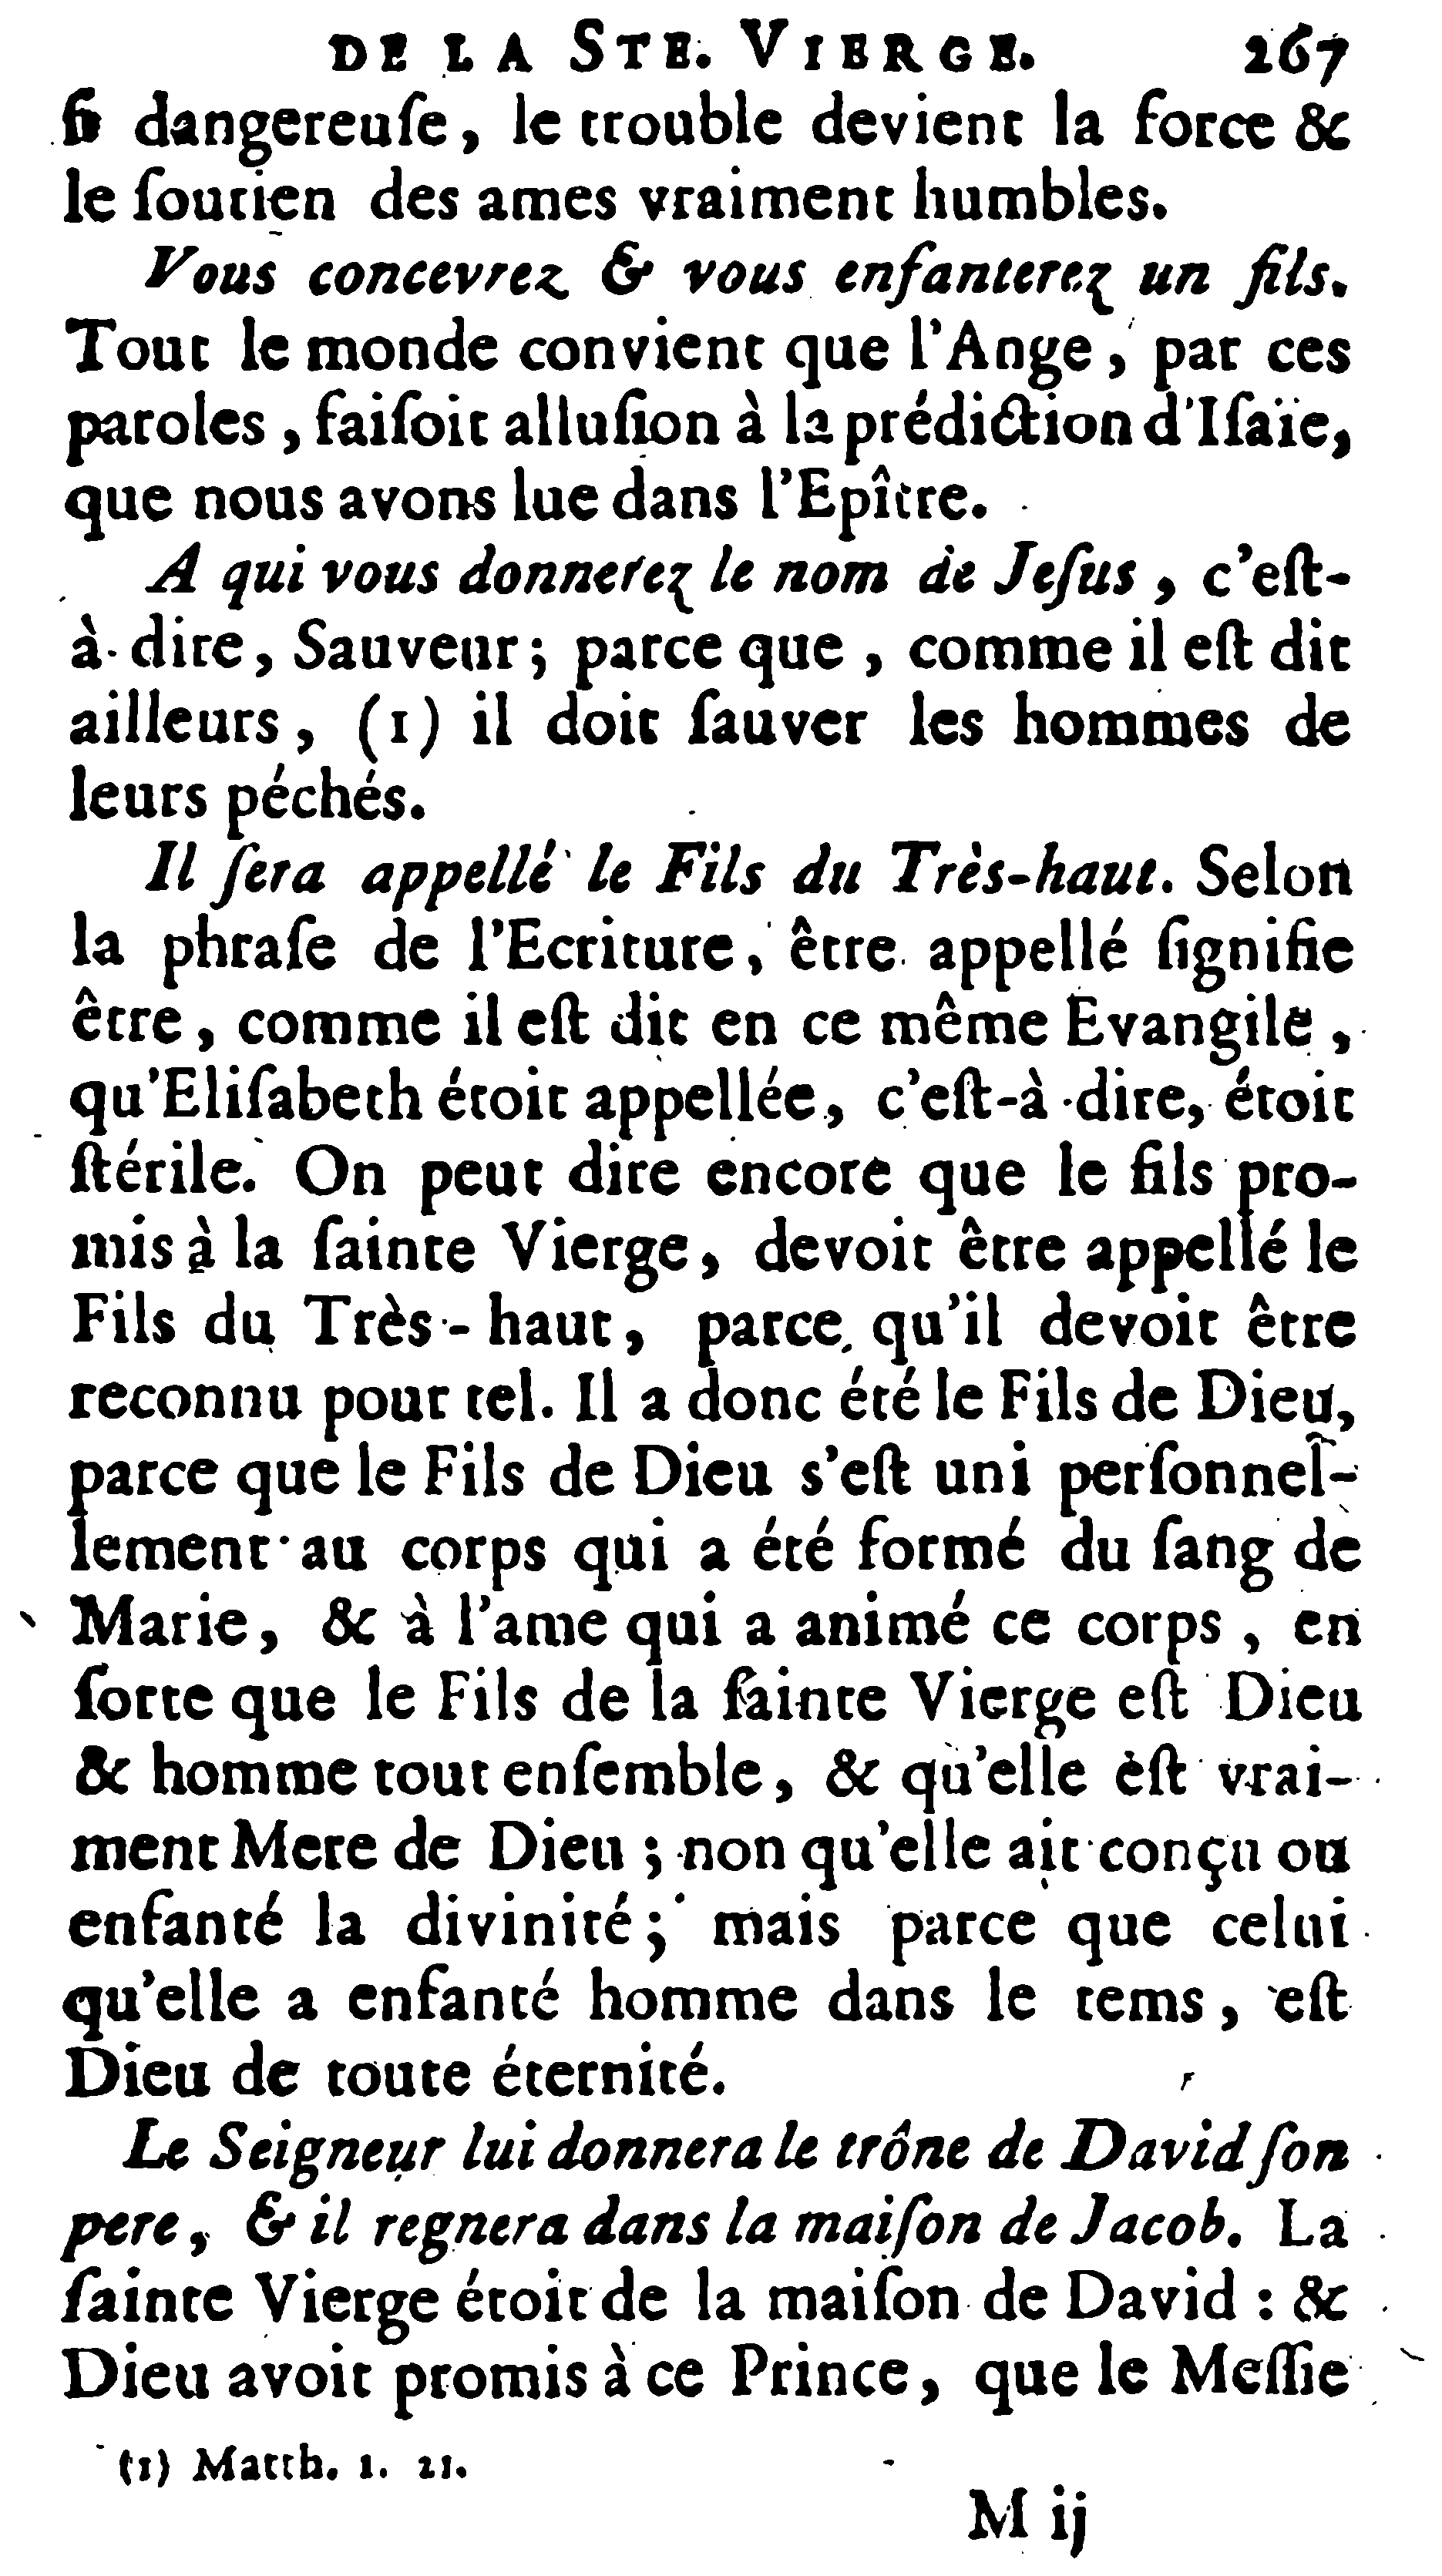 DE LA STE. VIERGE. 267
ſi dangereuſe, le trouble devient la force &
le ſoutien des ames vraiment humbles.
Vous concevrez & vous enfanterez un fils.
Tout le monde convient que l'Ange, par ces
paroles, faiſoit alluſion à la prédiction d'Iſaïe,
que nous avons lue dans l'Epître.
A qui vous donnerez le nom de Jeſus, c'eſt-
à-dire, Sauveur; parce que, comme il eſt dit
ailleurs, (1) il doit ſauver les hommes de
leurs péchés.
Il ſera appellé le Fils du Très-haut. Selon
la phraſe de l'Ecriture, être appellé ſignifie
être, comme il eſt dit en ce même Evangile,
qu'Eliſabeth étoit appellée, c'eſt-à-dire, étoit
ſtérile. On peut dire encore que le fils pro-
mis à la ſainte Vierge, devoit être appellé le
Fils du Très-haut, parce qu'il devoit être
reconnu pour tel. Il a donc été le Fils de Dieu,
parce que le Fils de Dieu s'eſt uni perſonnel-
lement au corps qui a été formé du ſang de
Marie, & à l'ame qui a animé ce corps, en
ſorte que le Fils de la ſainte Vierge eſt Dieu
& homme tout enſemble, & qu'elle eſt vrai-
ment Mere de Dieu; non qu'elle ait conçu ou
enfanté la divinité; mais parce que celui
qu'elle a enfanté homme dans le tems, eſt
Dieu de toute éternité.
Le Seigneur lui donnera le trône de David ſon
pere, & il regnera dans la maiſon de Jacob. La
ſainte Vierge étoit de la maiſon de David : &
Dieu avoit promis à ce Prince, que le Meſſie
(1) Matth. 1. 21.
M ij